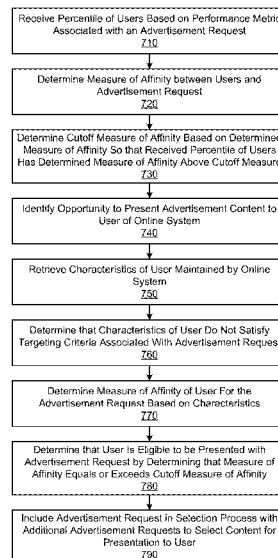 Receive Percentile of Users Based on Performance Metric
Associated with an Advertisement Request
710
Determine Measure of Affinity between Users and
Advertisement Request
720
Determine Cutoff Measure of Affinity Based on Determined
Measure of Affinity So that Received Percentile of Users
Has Determined Measure of Affinity Above Cutoff Measure
730
Identify Opportunity to Present Advertisement Content to
User of Online System
740
Retrieve Characteristics of User Maintained by Online
System
750
Determine that Characteristics of User Do Not Satisfy
Targeting Criteria Associated With Advertisement Request
760
Determine Measure of Affinity of User For the
Advertisement Request Based on Characteristics
770
Determine that User Is Eligible to be Presented with
Advertisement Request by Determining that Measure of
Affinity Equals or Exceeds Cutoff Measure of Affinity
780
Include Advertisement Request in Selection Process with
Additional Advertisement Requests to Select Content for
Presentation to User
790